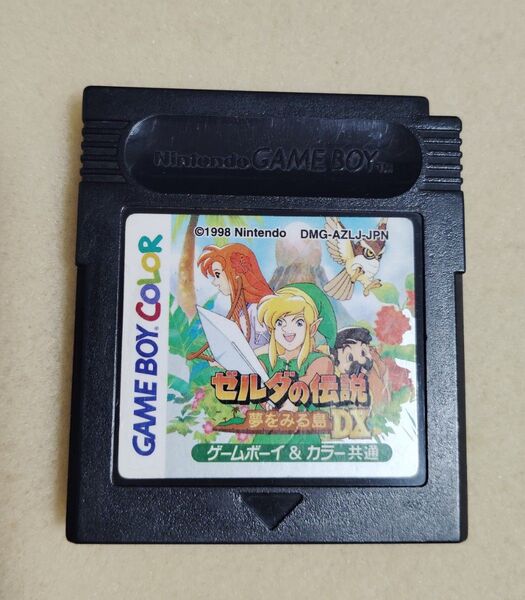 Nintendo GAME BOY TM
©1998 Nintendo DMG-AZLJ-JPN
GAME BOY COLOR
ゼルダの伝説
夢をみる島 DX
ゲームボーイ & カラー共通